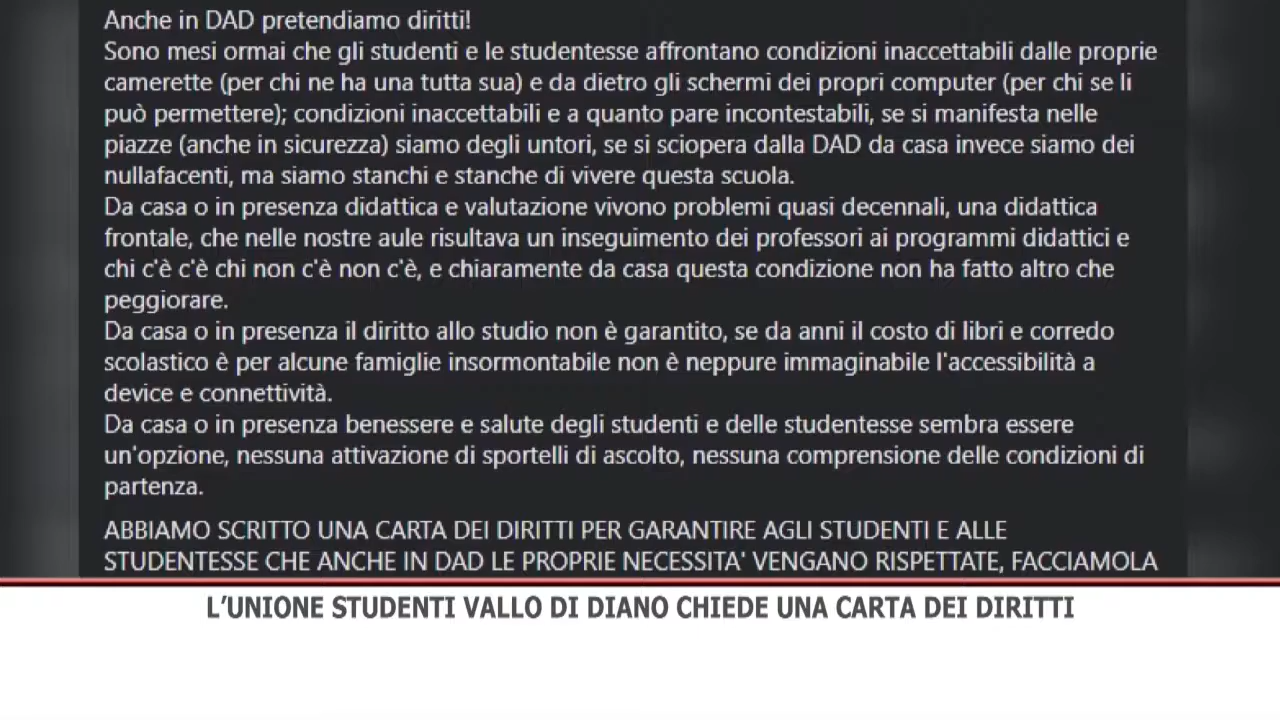 Anche in DAD pretendiamo diritti!
Sono mesi ormai che gli studenti e le studentesse affrontano condizioni inaccettabili dalle proprie
camerette (per chi ne ha una tutta sua) e da dietro gli schermi dei propri computer (per chi se li
può permettere); condizioni inaccettabili e a quanto pare incontestabili, se si manifesta nelle
piazze (anche in sicurezza) siamo degli untori, se si sciopera dalla DAD da casa invece siamo dei
nullafacenti, ma siamo stanchi e stanche di vivere questa scuola.
Da casa o in presenza didattica e valutazione vivono problemi quasi decennali, una didattica
frontale, che nelle nostre aule risultava un inseguimento dei professori ai programmi didattici e
chi c'è c'è chi non c'è non c'è, e chiaramente da casa questa condizione non ha fatto altro che
peggiorare.
Da casa o in presenza il diritto allo studio non è garantito, se da anni il costo di libri e corredo
scolastico è per alcune famiglie insormontabile non è neppure immaginabile l'accessibilità a
device e connettività.
Da casa o in presenza benessere e salute degli studenti e delle studentesse sembra essere
un'opzione, nessuna attivazione di sportelli di ascolto, nessuna comprensione delle condizioni di
partenza.
ABBIAMO SCRITTO UNA CARTA DEI DIRITTI PER GARANTIRE AGLI STUDENTI E ALLE
STUDENTESSE CHE ANCHE IN DAD LE PROPRIE NECESSITA' VENGANO RISPETTATE, FACCIAMOLA
L'UNIONE STUDENTI VALLO DI DIANO CHIEDE UNA CARTA DEI DIRITTI